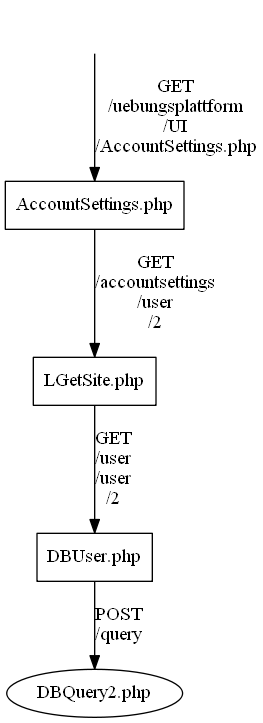 GET
/uebungsplattform
/UI
/AccountSettings.php
AccountSettings.php
GET
/accountsettings
/user
/2
LGetSite.php
GET
/user
/user
/2
DBUser.php
POST
/query
DBQuery2.php